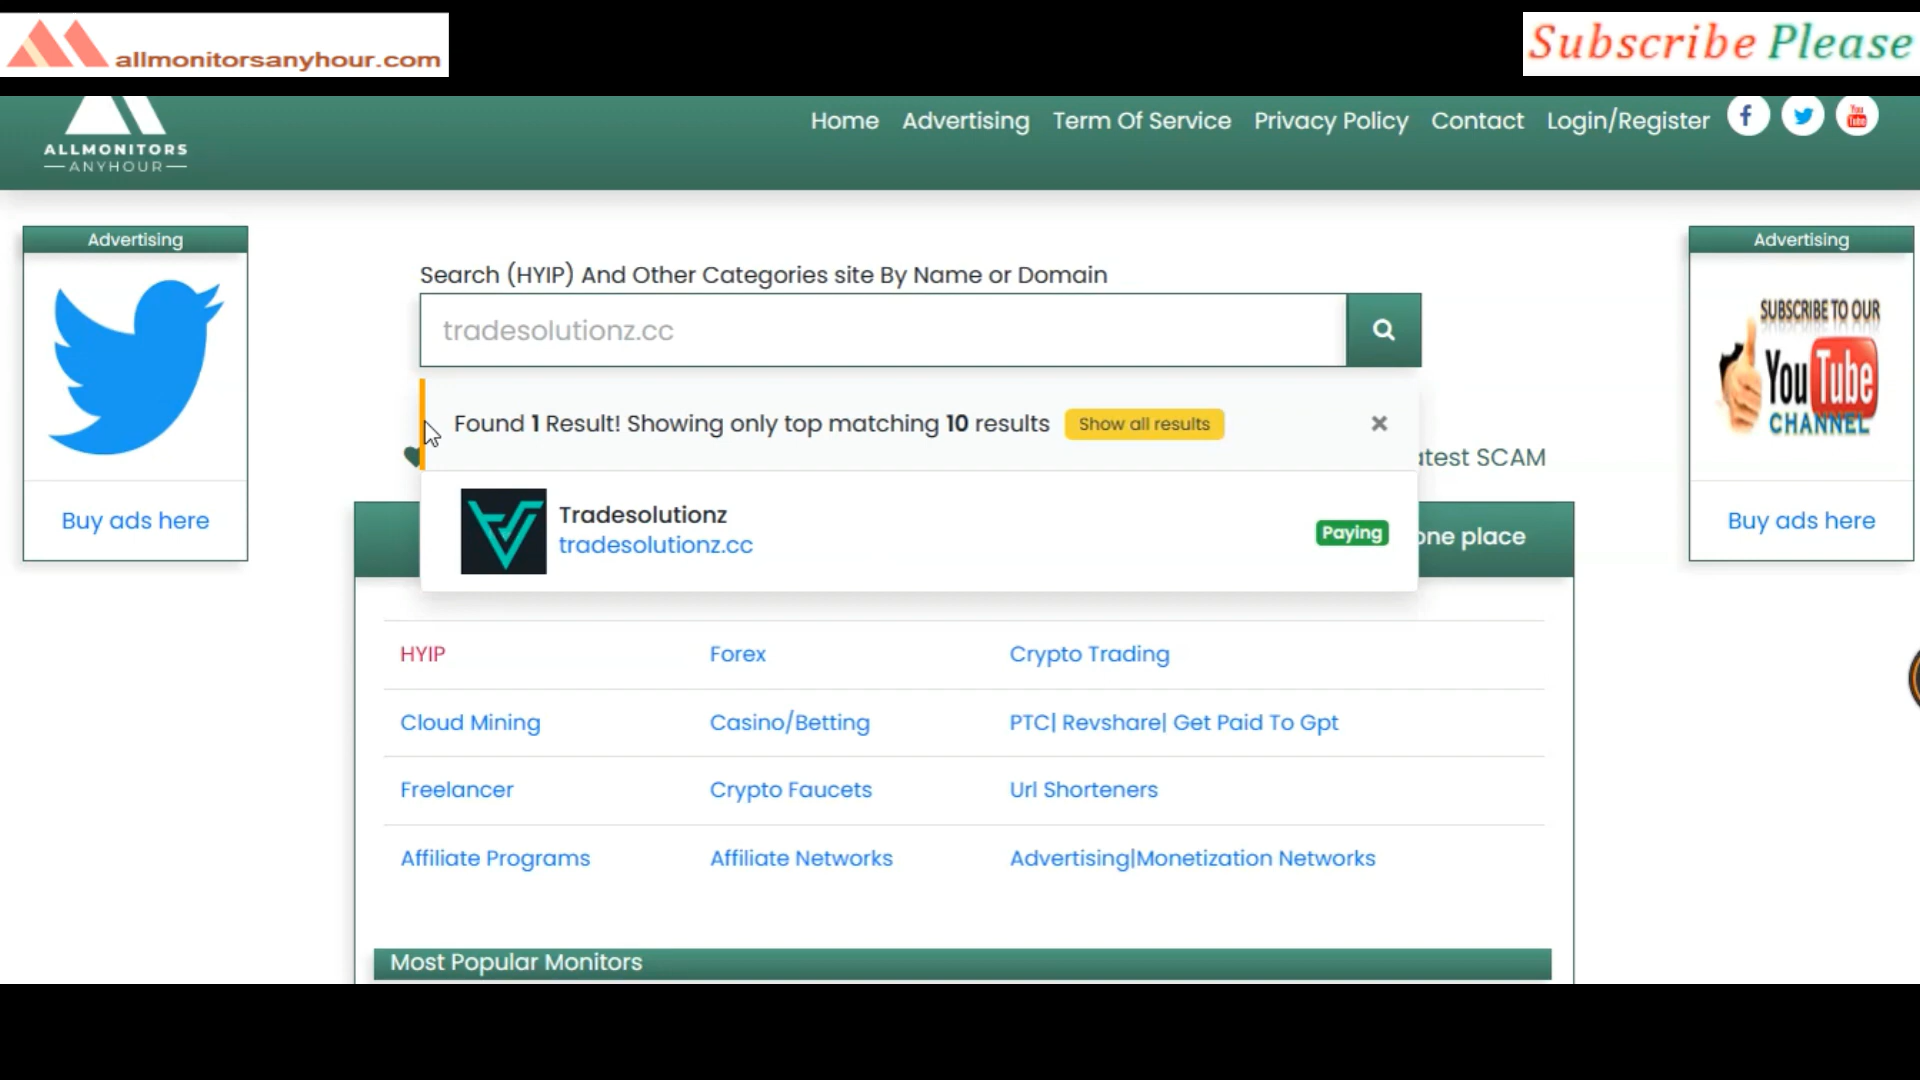 allmonitorsanyhour.com
Subscribe Please
ALLMONITORS
ANYHOUR
Home Advertising Term Of Service Privacy Policy Contact Login/Register
You Tube
Advertising
Buy ads here
Search (HYIP) And Other Categories site By Name or Domain
tradesolutionz.cc
Found 1 Result! Showing only top matching 10 results Show all results ×
Tradesolutionz
tradesolutionz.cc
Paying
atest SCAM
one place
HYIP Forex Crypto Trading
Cloud Mining Casino/Betting PTC| Revshare| Get Paid To Gpt
Freelancer Crypto Faucets Url Shorteners
Affiliate Programs Affiliate Networks Advertising|Monetization Networks
Most Popular Monitors
Advertising
SUBSCRIBE TO OUR
YouTube
CHANNEL
Buy ads here